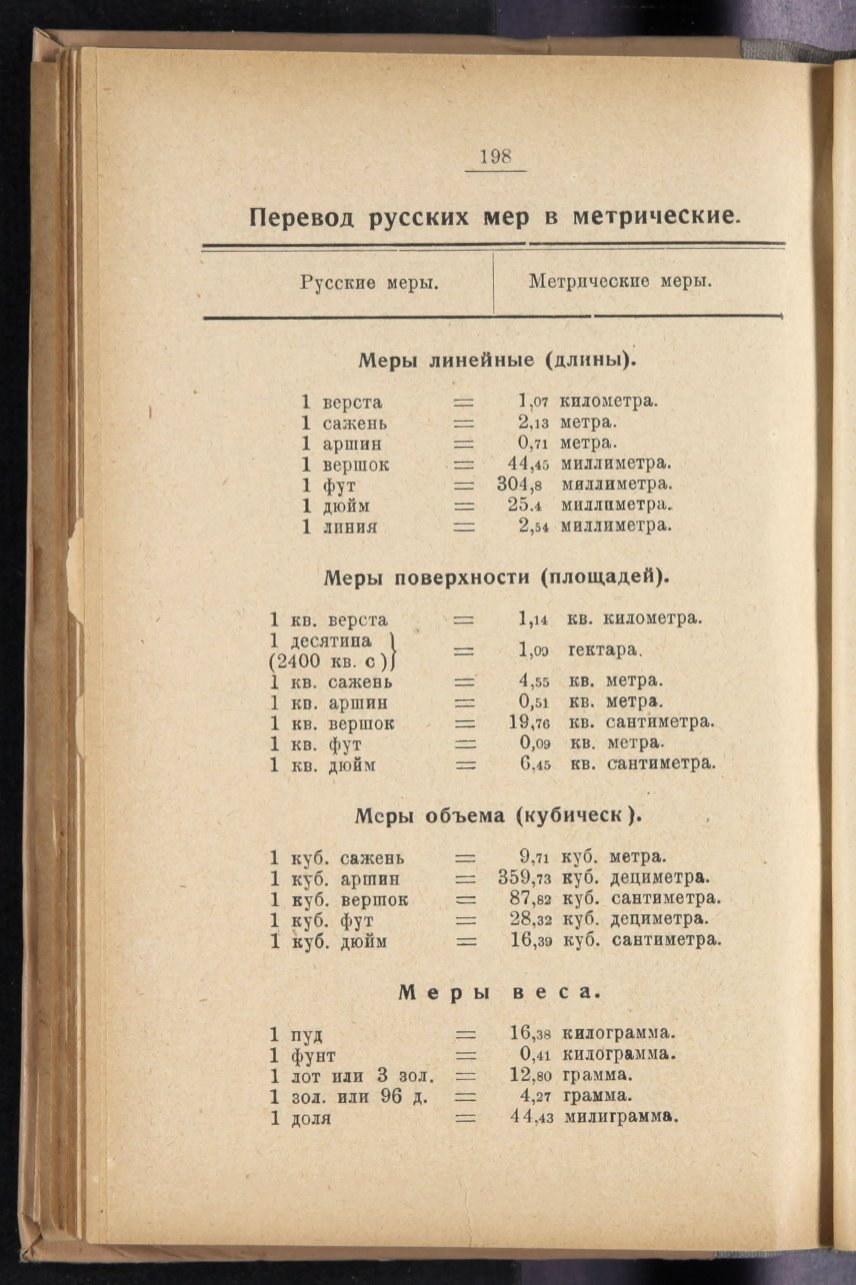 198
Перевод русских мер в метрические.
Русские меры. Метрические меры.
Меры линейные (длины).
1 верста = 1,07 километра.
1 сажень = 2,13 метра.
1 аршин = 0,71 метра.
1 вершок = 44,45 миллиметра.
1 фут = 304,8 миллиметра.
1 дюйм = 25.4 миллиметра.
1 линия = 2,54 миллиметра.
Меры поверхности (площадей).
1 кв. верста = 1,14 кв. километра.
1 десятина }
(2400 кв. с ) = 1,09 гектара.
1 кв. сажень = 4,55 кв. метра.
1 кв. аршин = 0,51 кв. метра.
1 кв. вершок = 19,76 кв. сантиметра.
1 кв. фут = 0,09 кв. метра.
1 кв. дюйм = 6,45 кв. сантиметра.
Меры объема (кубическ ).
1 куб. сажень = 9,71 куб. метра.
1 куб. аршин = 359,73 куб. дециметра.
1 куб. вершок = 87,82 куб. сантиметра.
1 куб. фут = 28,32 куб. дециметра.
1 куб. дюйм = 16,39 куб. сантиметра.
Меры веса.
1 пуд = 16,38 килограмма.
1 фунт = 0,41 килограмма.
1 лот или 3 зол. = 12,80 грамма.
1 зол. или 96 д. = 4,27 грамма.
1 доля = 44,43 милиграмма.